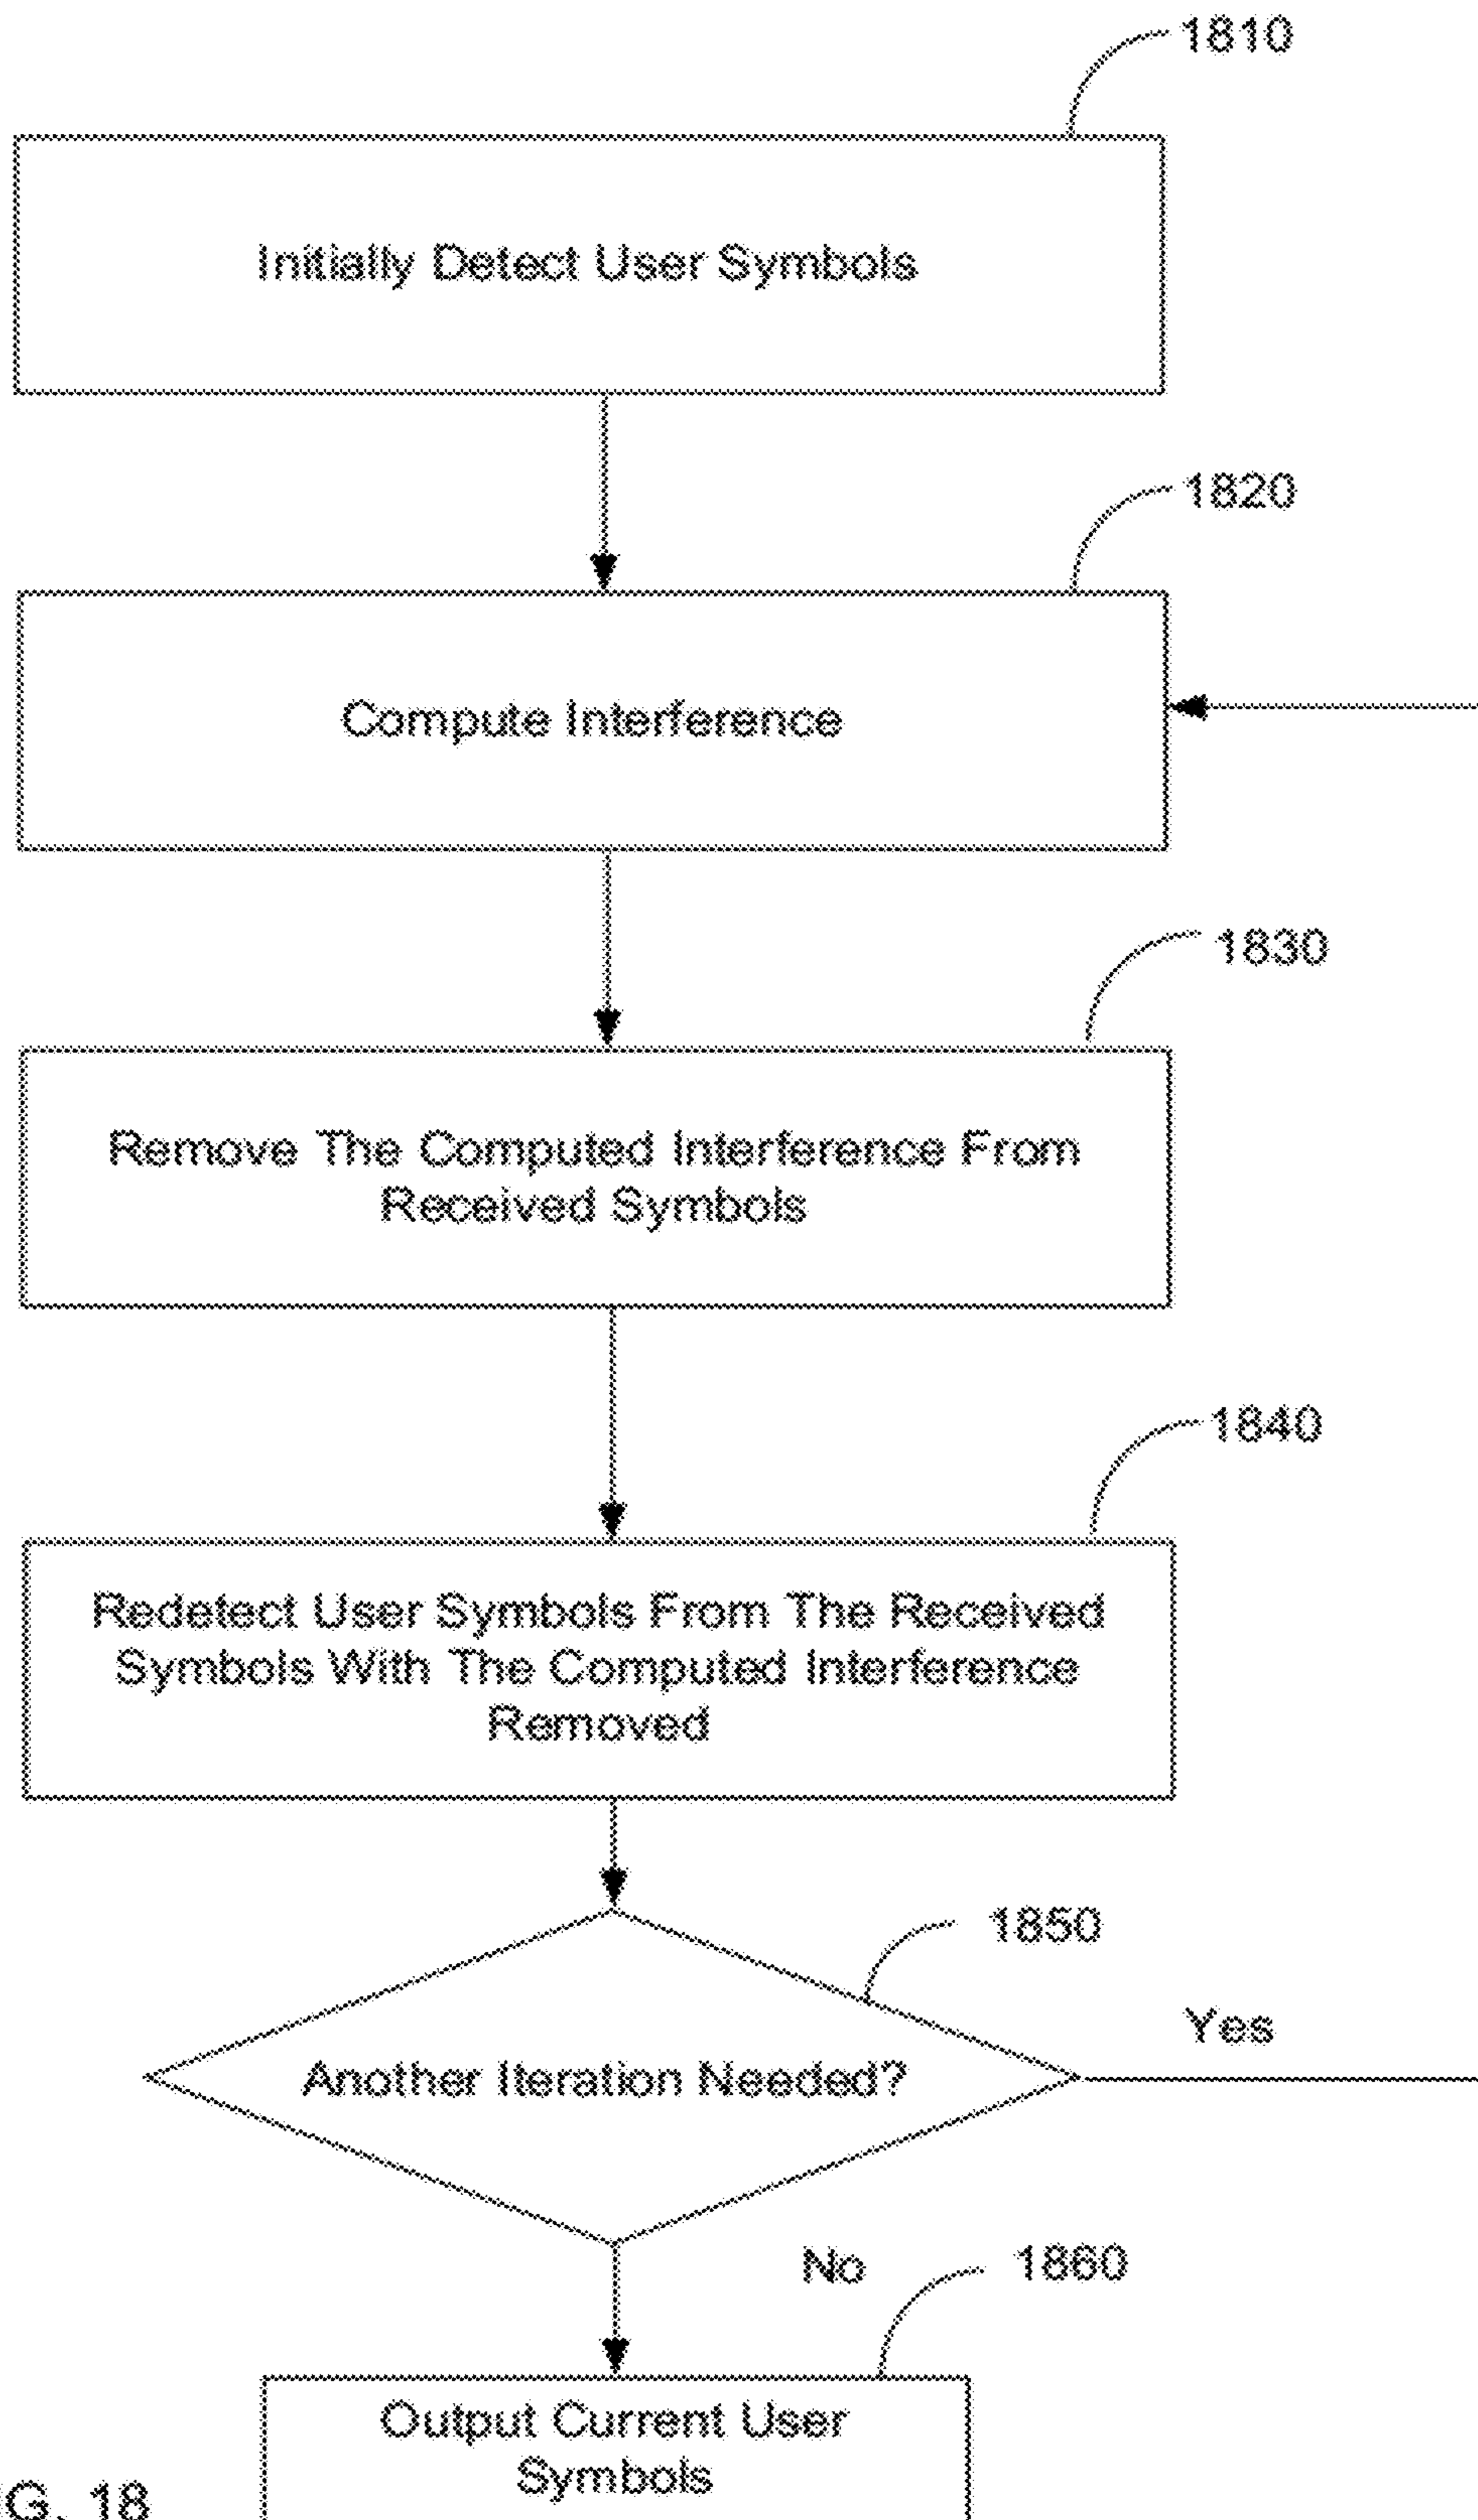 1810
Initially Detect User Symbols
1820
Compute Interference
1830
Remove The Computed Interference From
Received Symbols
1840
Redetect User Symbols From The Received
Symbols With The Computed Interference
Removed
1850
Another Iteration Needed?
Yes
No
1860
Output Current User
Symbols
G. 18